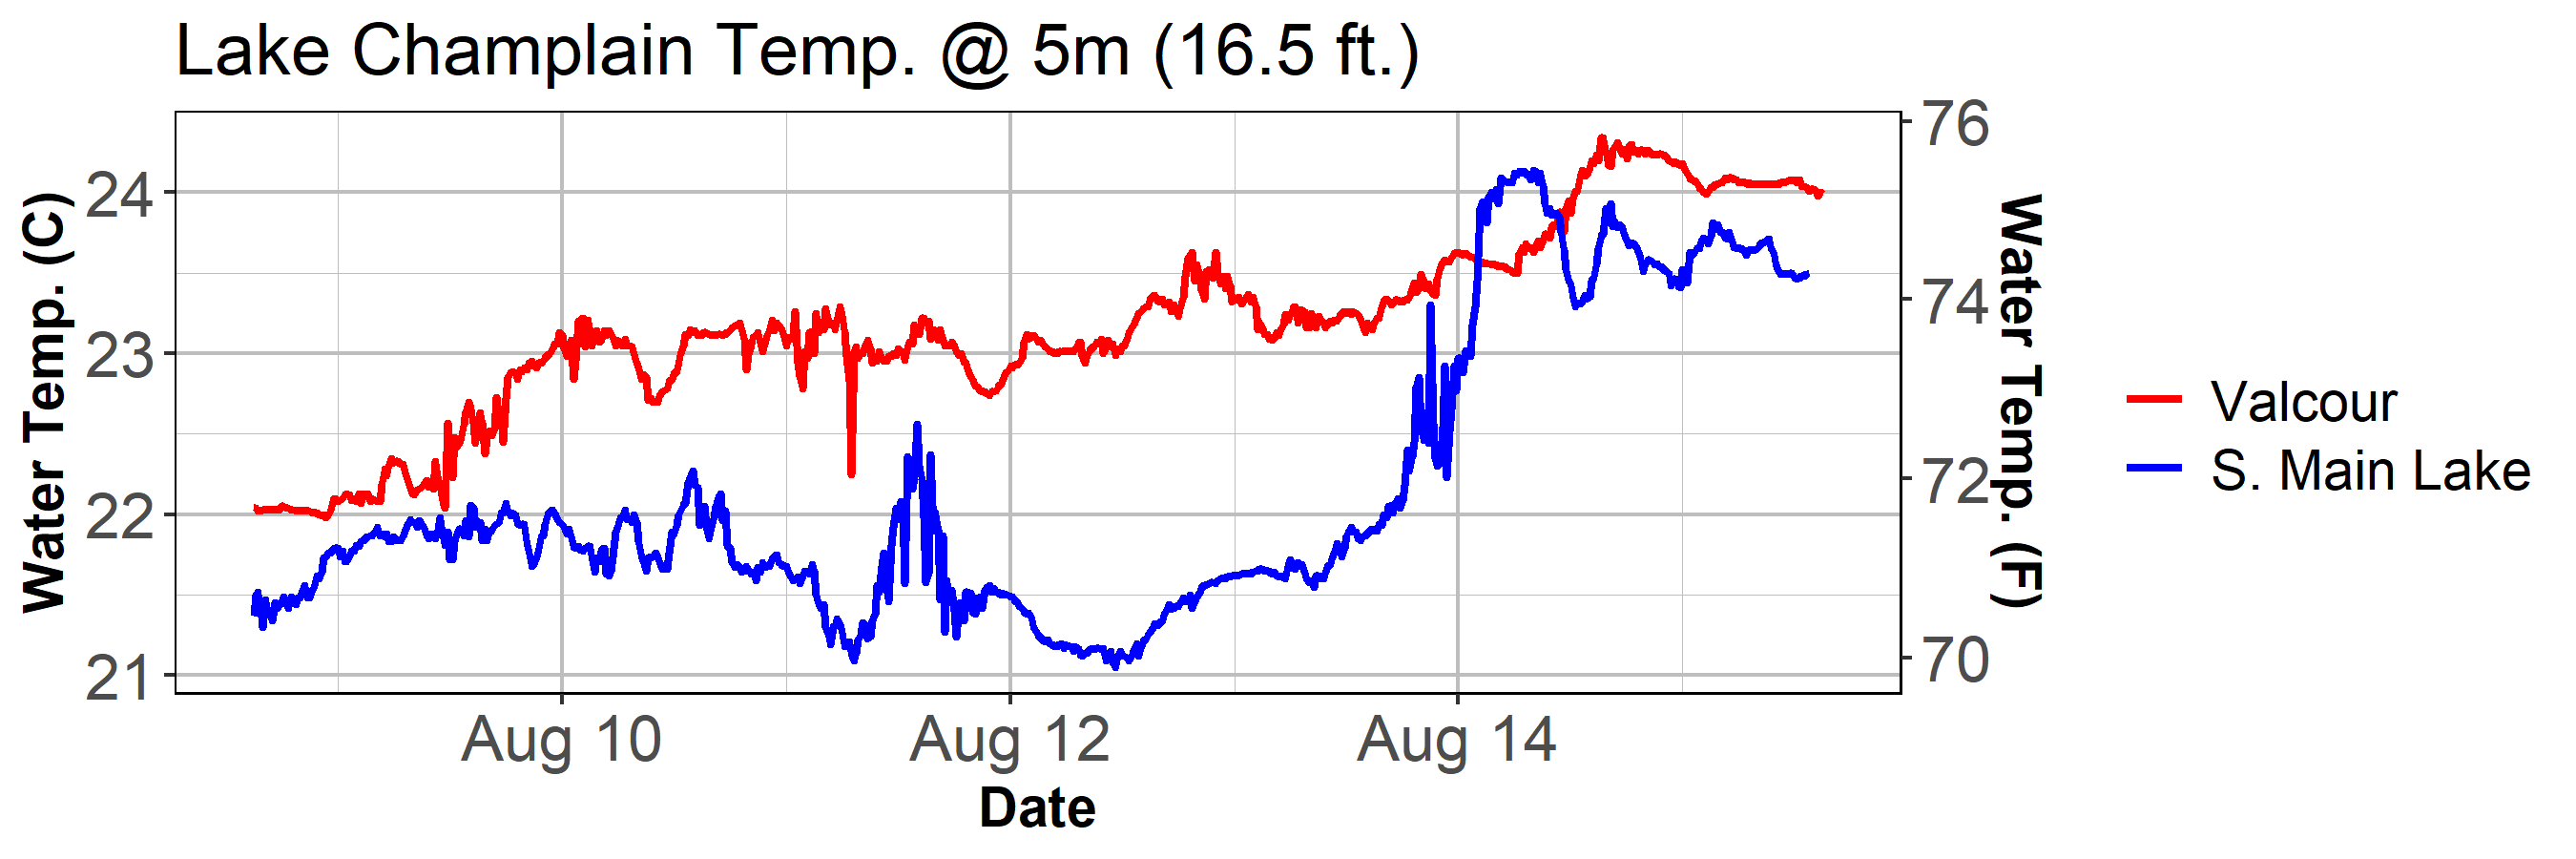 Lake Champlain Temp. @ 5m (16.5 ft.)
Water Temp. (C)
24
23
22
21
76
74
72
70
Water Temp. (F)
Aug 10
Aug 12
Aug 14
Date
Valcour
S. Main Lake